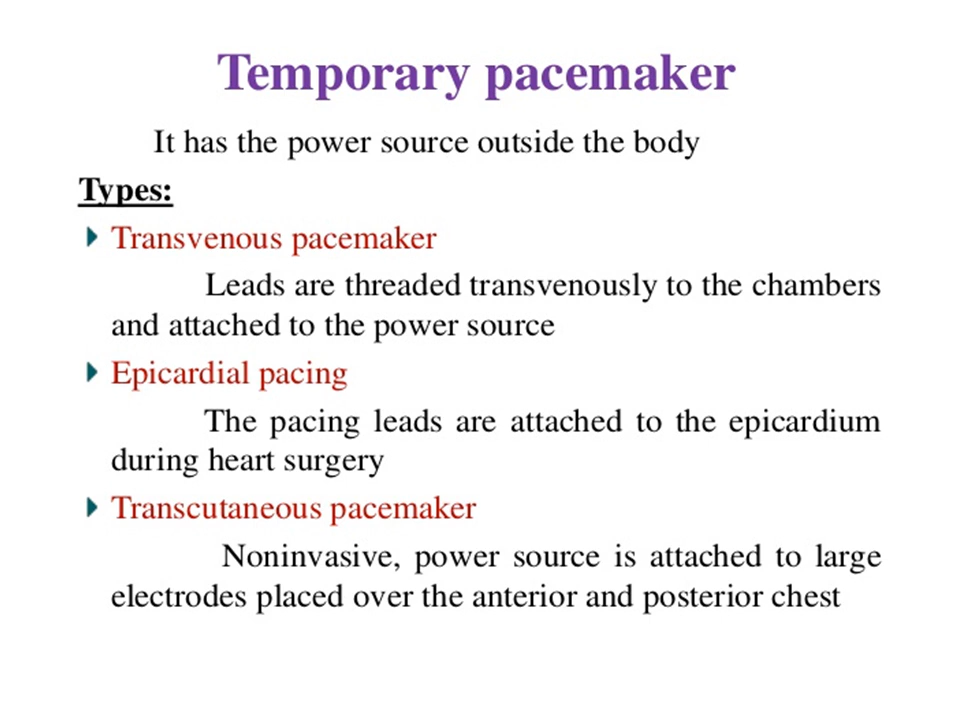 Temporary pacemaker
It has the power source outside the body
Types:
Transvenous pacemaker
Leads are threaded transvenously to the chambers
and attached to the power source
Epicardial pacing
The pacing leads are attached to the epicardium
during heart surgery
Transcutaneous pacemaker
Noninvasive, power source is attached to large
electrodes placed over the anterior and posterior chest